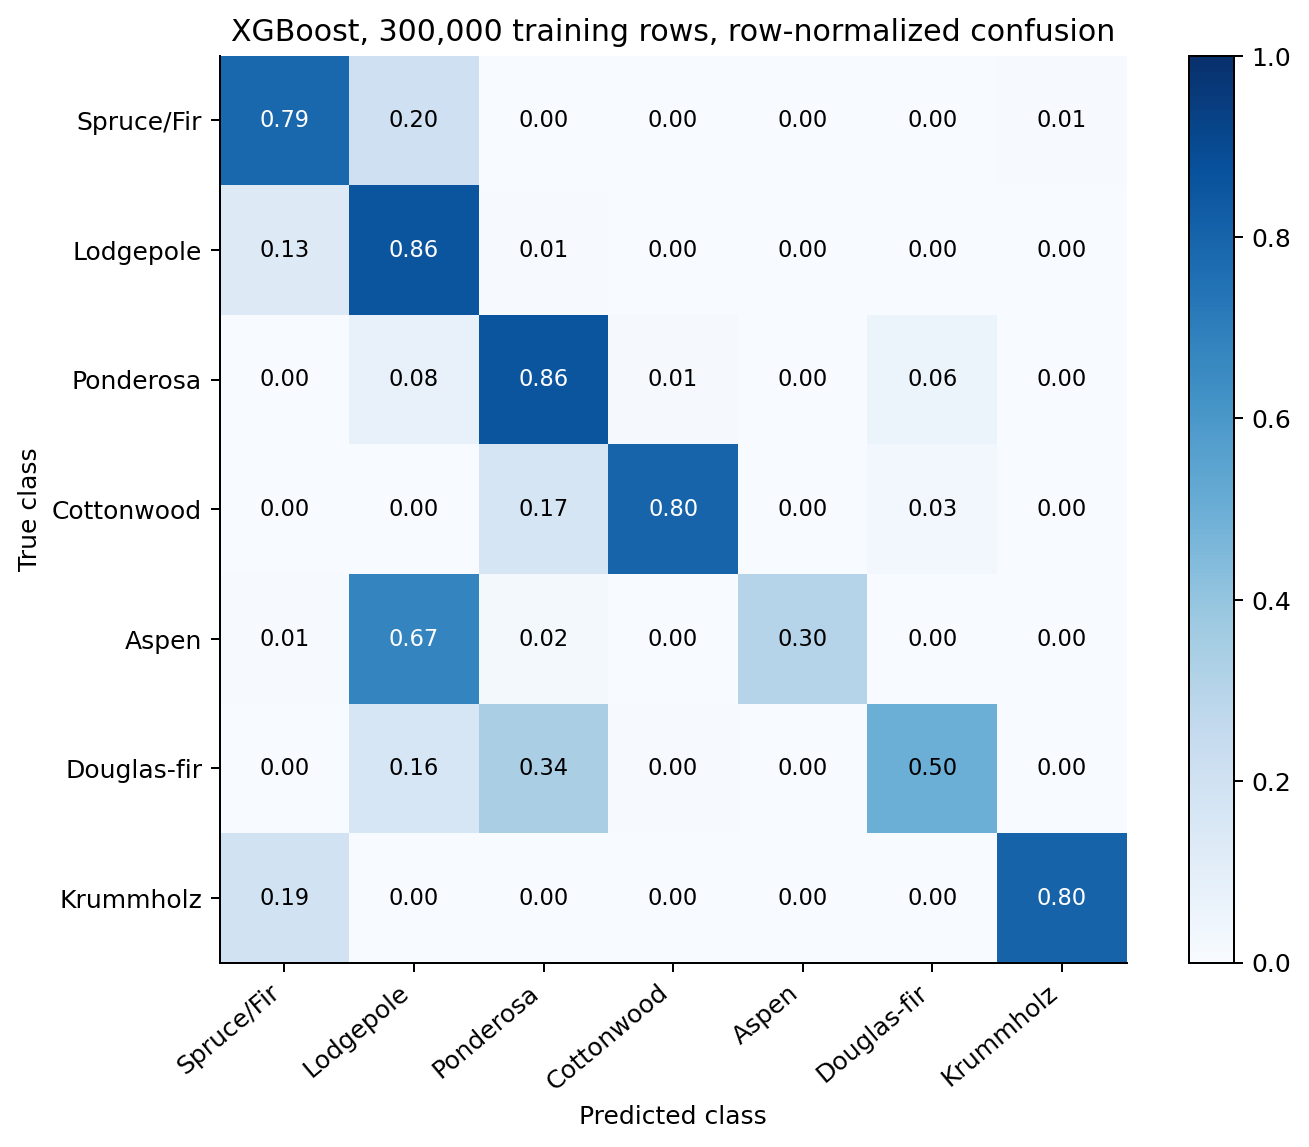 XGBoost, 300,000 training rows, row-normalized confusion
True class
Spruce/Fir 0.79 0.20 0.00 0.00 0.00 0.00 0.01
Lodgepole 0.13 0.86 0.01 0.00 0.00 0.00 0.00
Ponderosa 0.00 0.08 0.86 0.01 0.00 0.06 0.00
Cottonwood 0.00 0.00 0.17 0.80 0.00 0.03 0.00
Aspen 0.01 0.67 0.02 0.00 0.30 0.00 0.00
Douglas-fir 0.00 0.16 0.34 0.00 0.00 0.50 0.00
Krummholz 0.19 0.00 0.00 0.00 0.00 0.00 0.80
Spruce/Fir Lodgepole Ponderosa Cottonwood Aspen Douglas-fir Krummholz
Predicted class
1.0
0.8
0.6
0.4
0.2
0.0